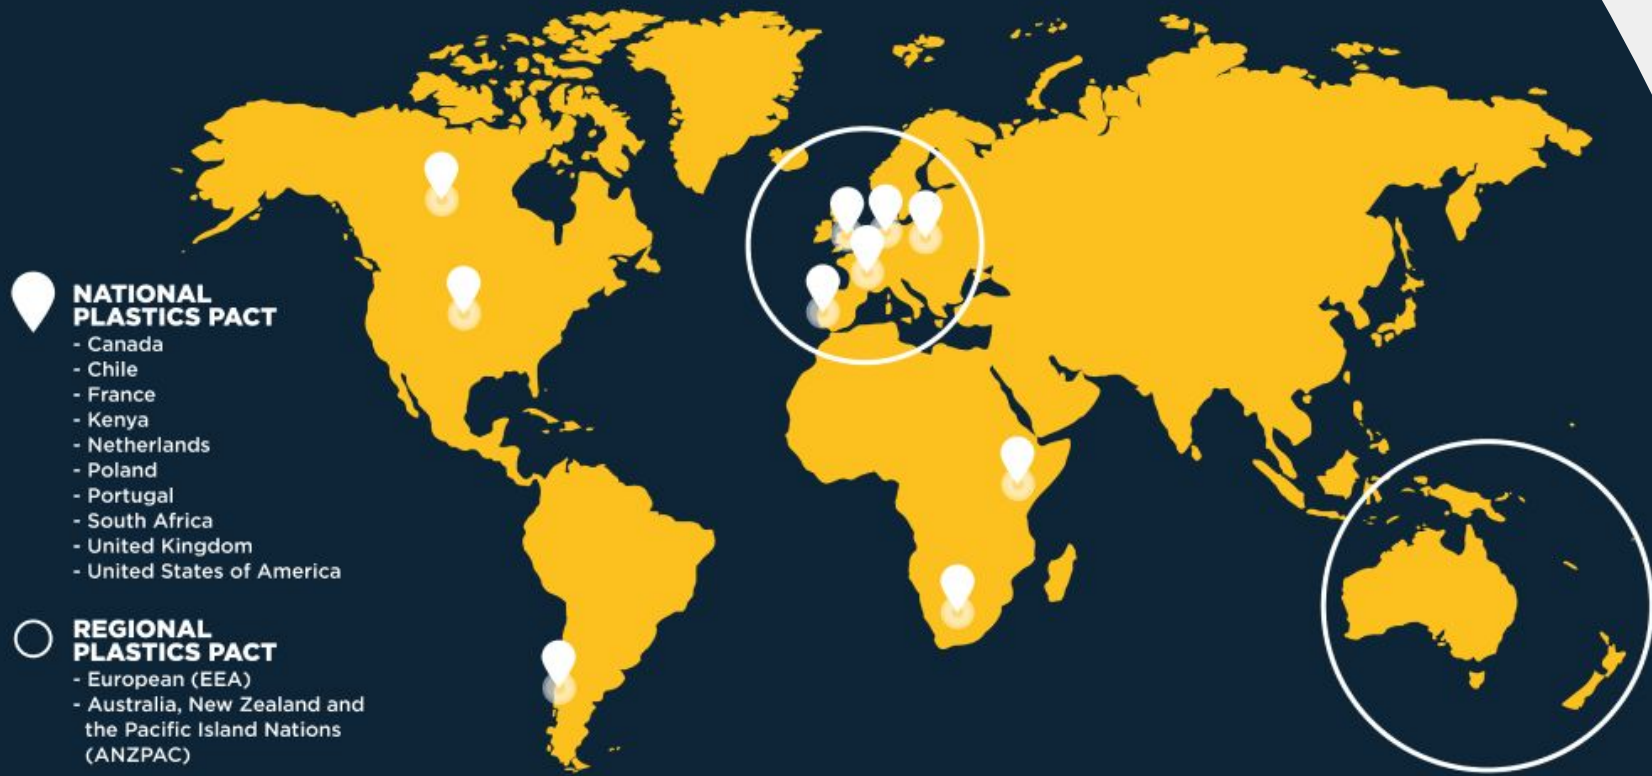 NATIONAL
PLASTICS PACT
- Canada
- Chile
- France
- Kenya
- Netherlands
- Poland
- Portugal
- South Africa
- United Kingdom
- United States of America
REGIONAL
PLASTICS PACT
- European (EEA)
- Australia, New Zealand and
the Pacific Island Nations
(ANZPAC)